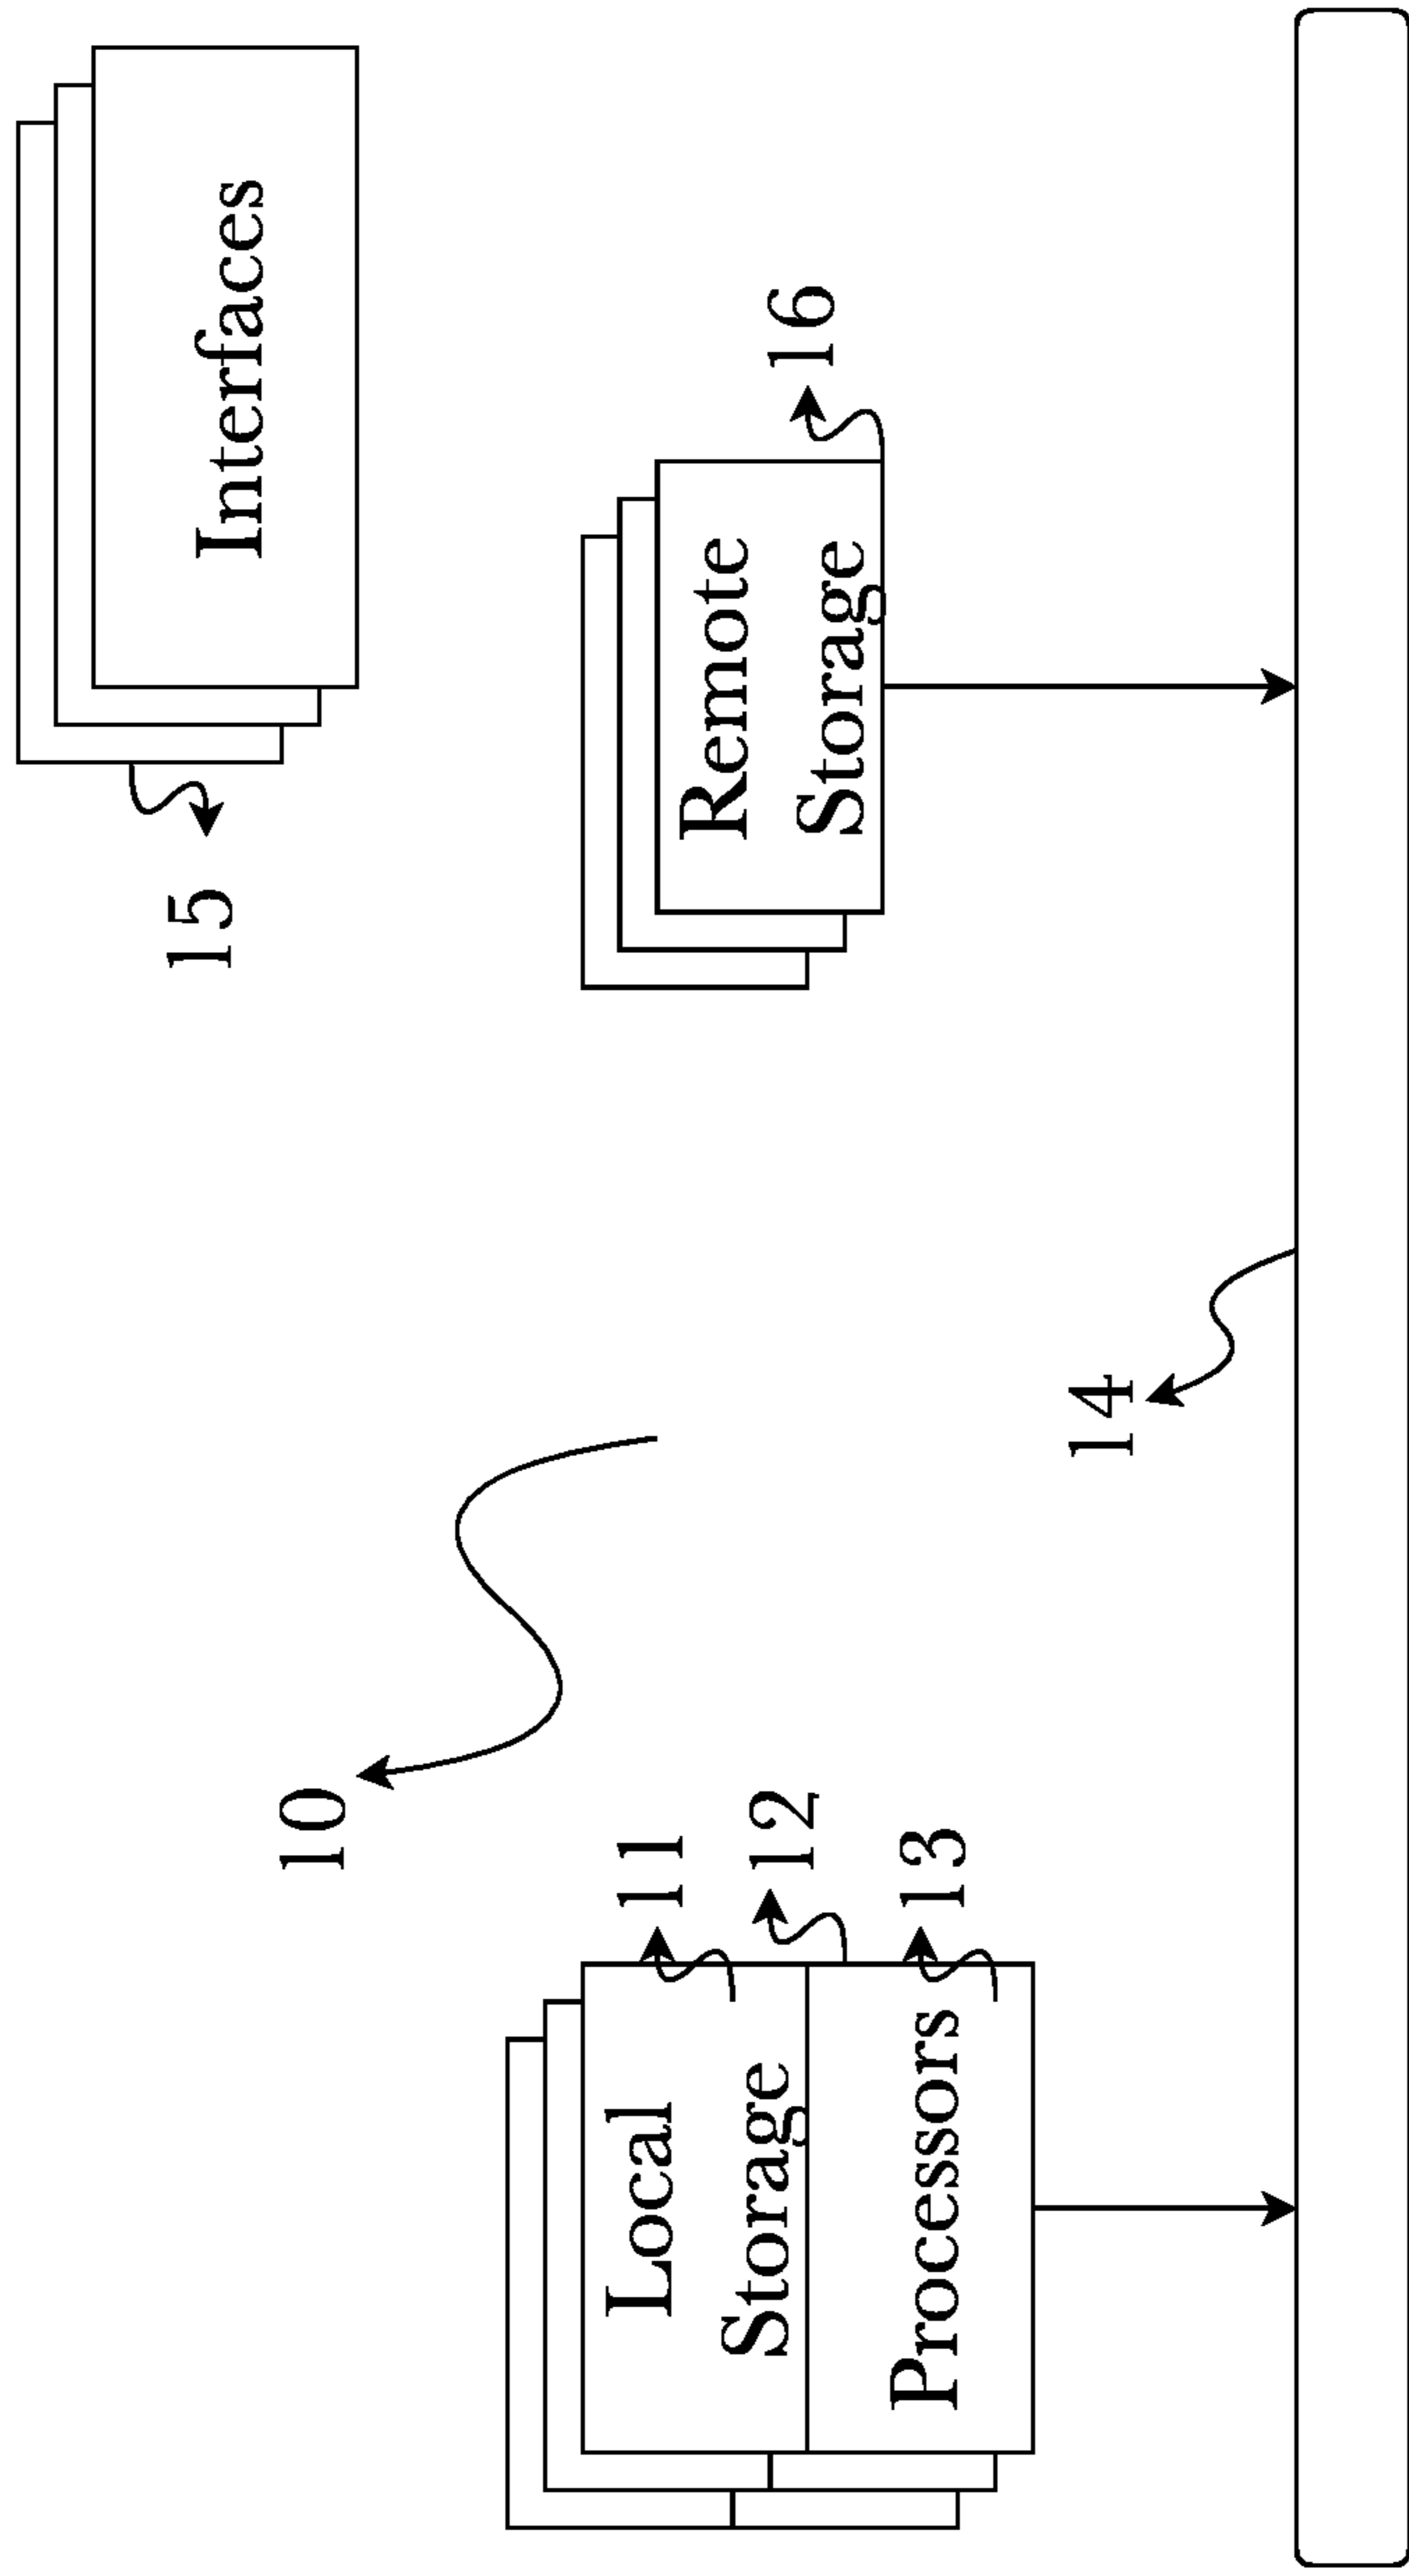 15
Interfaces
10
Local
Storage
11
12
Processors
13
Remote
Storage
16
14